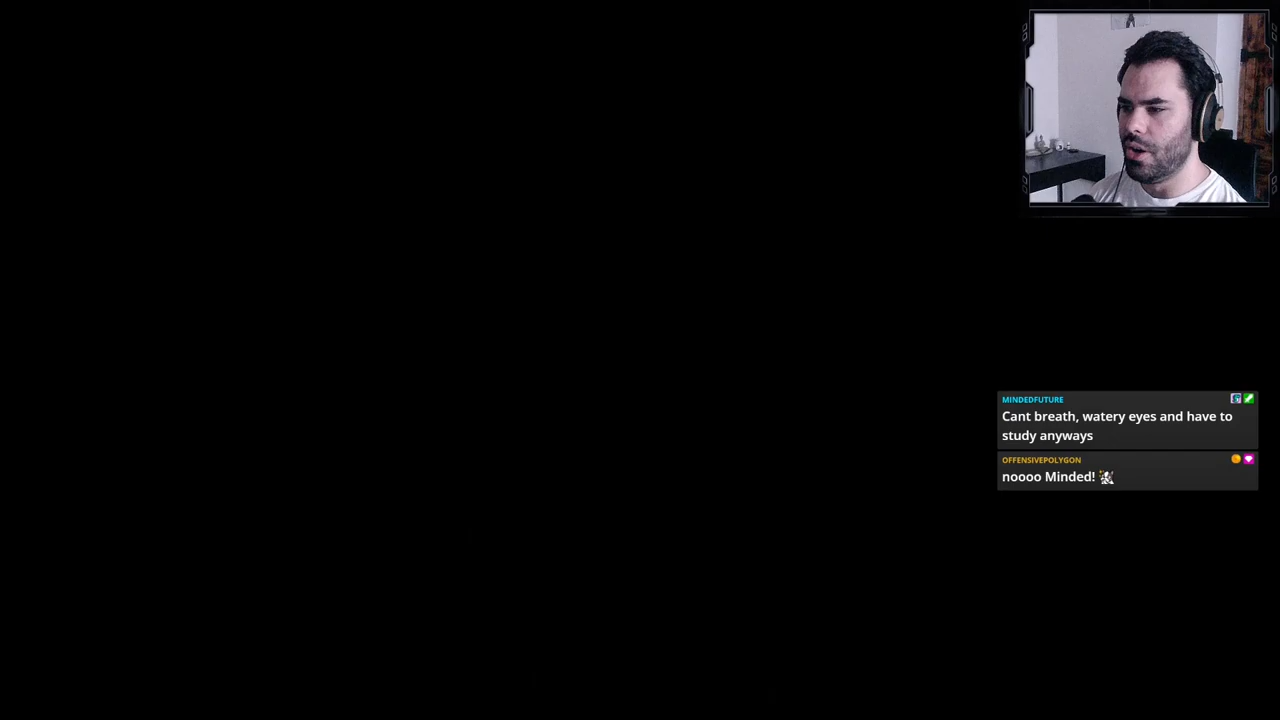 MINDEDFUTURE
Cant breath, watery eyes and have to
study anyways
OFFENSIVEPOLYGON
noooo Minded!